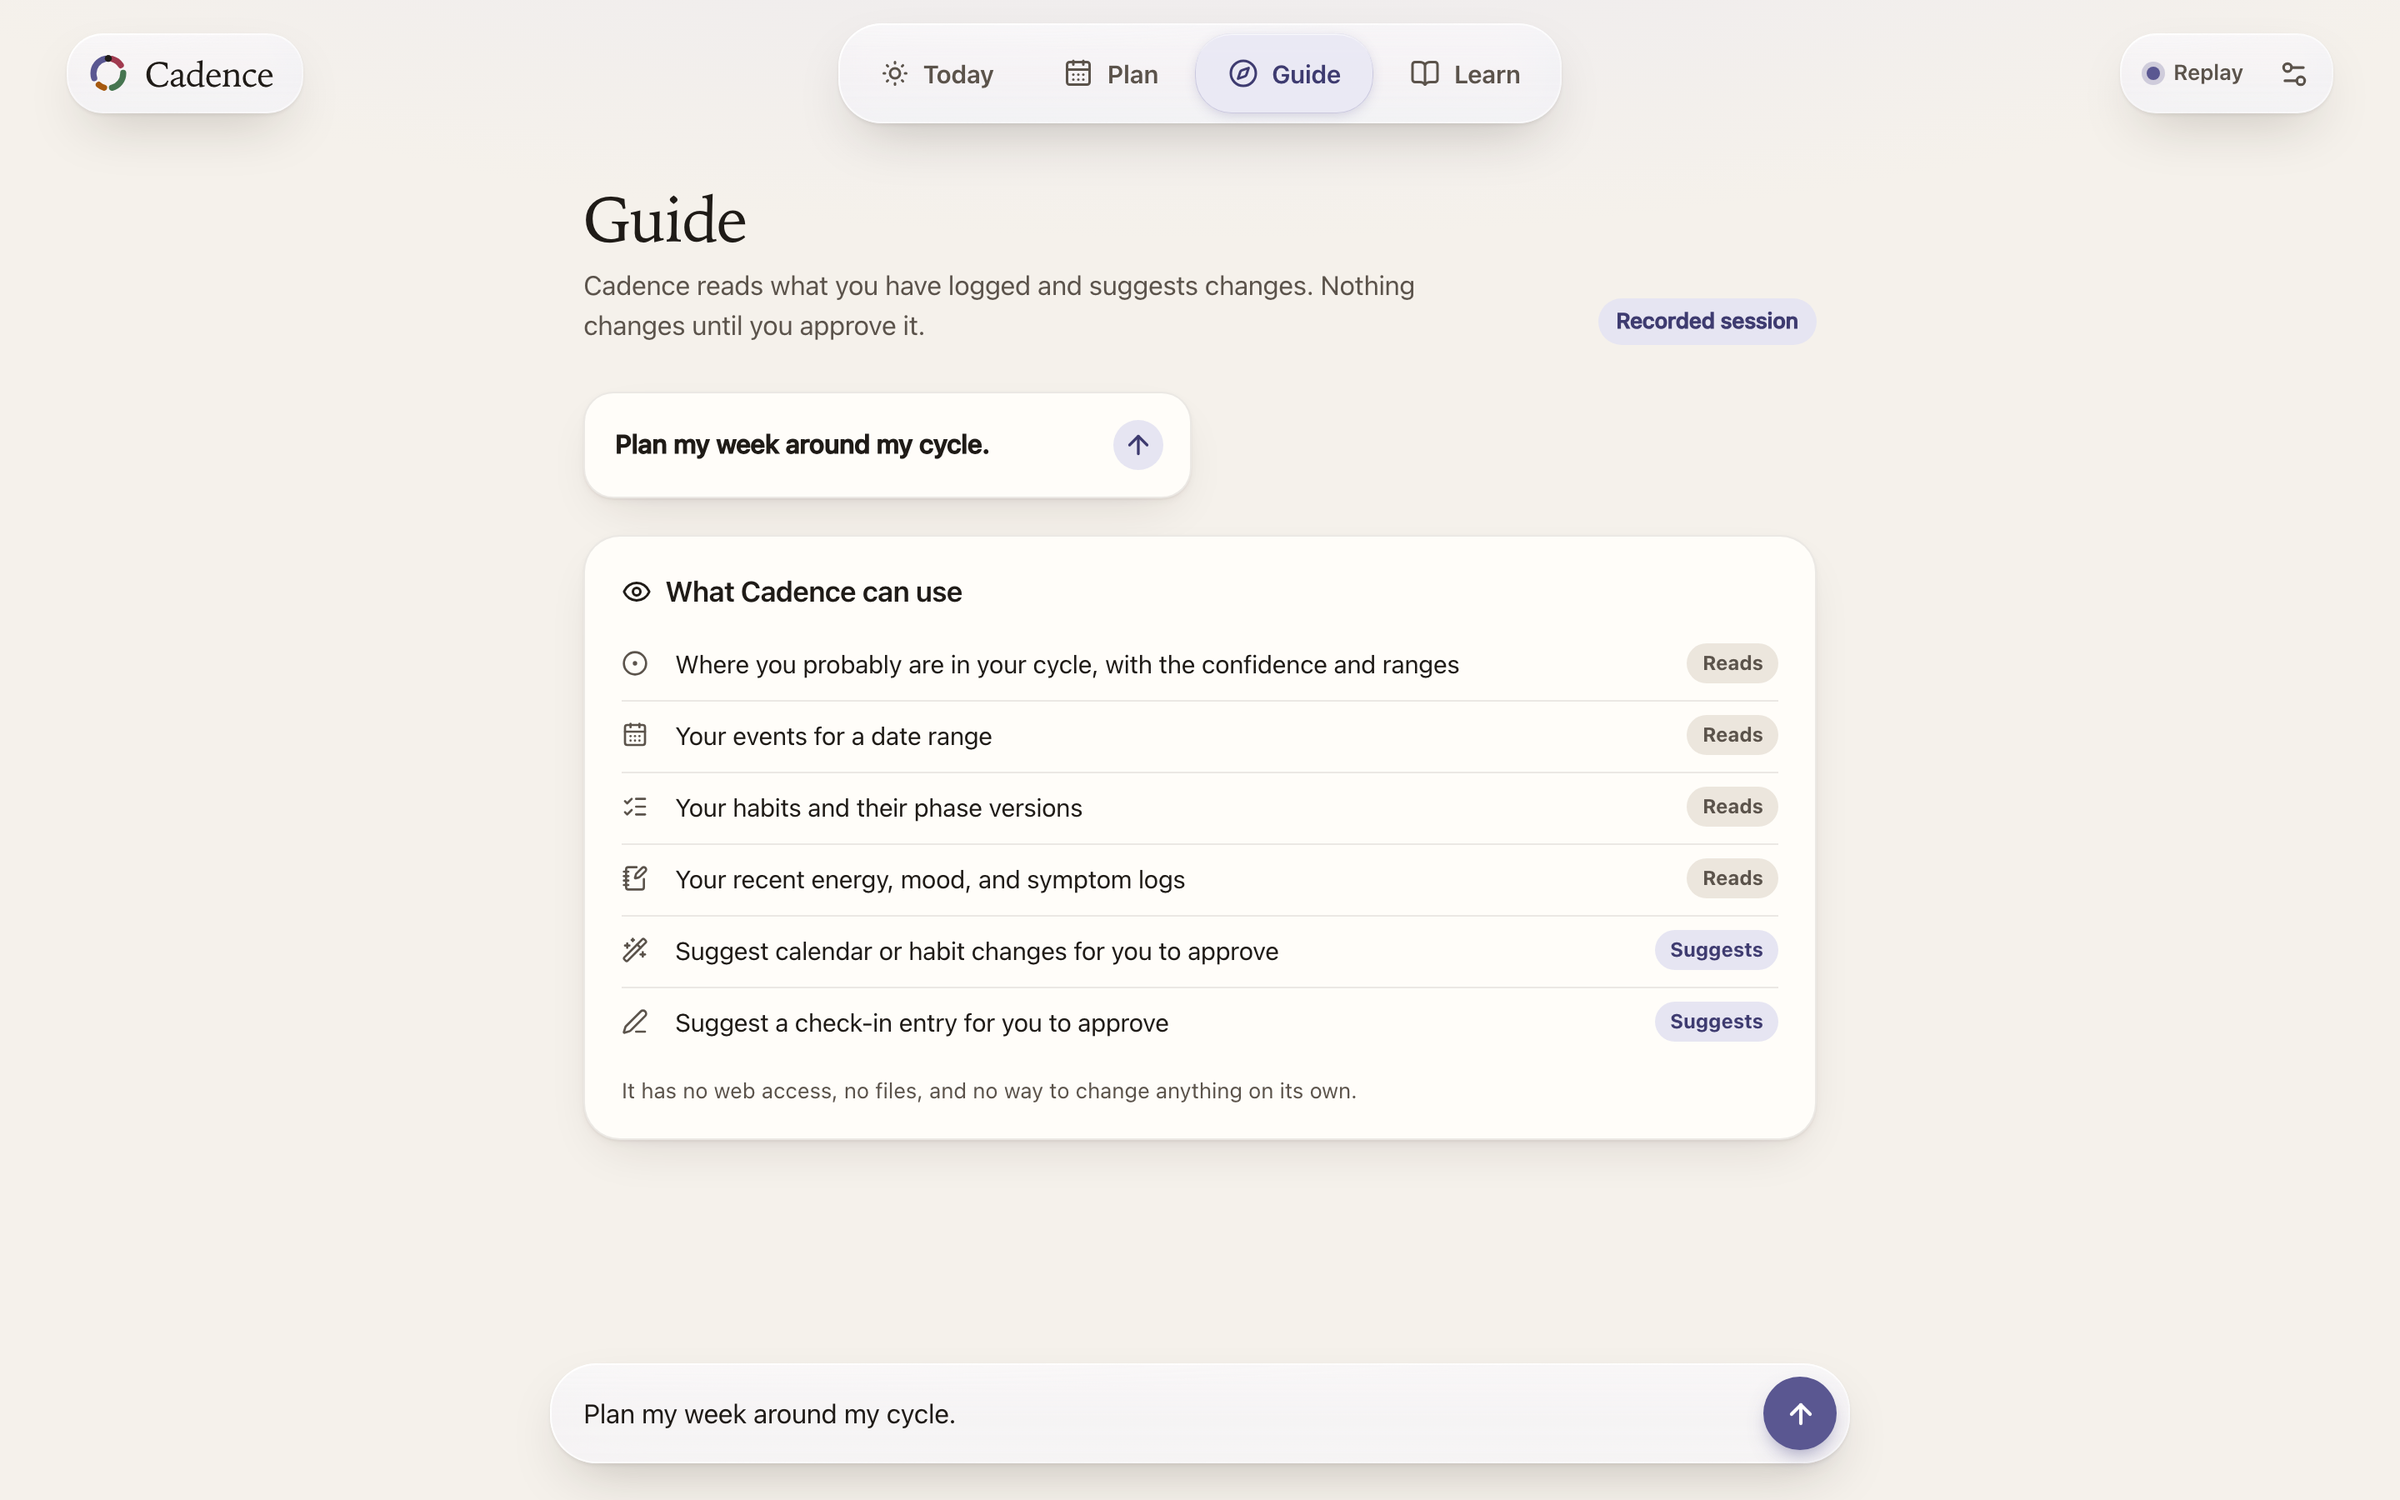 Cadence
Today
Plan
Guide
Learn
Replay
Guide
Cadence reads what you have logged and suggests changes. Nothing
changes until you approve it.
Recorded session
Plan my week around my cycle.
What Cadence can use
Where you probably are in your cycle, with the confidence and ranges
Reads
Your events for a date range
Reads
Your habits and their phase versions
Reads
Your recent energy, mood, and symptom logs
Reads
Suggest calendar or habit changes for you to approve
Suggests
Suggest a check-in entry for you to approve
Suggests
It has no web access, no files, and no way to change anything on its own.
Plan my week around my cycle.